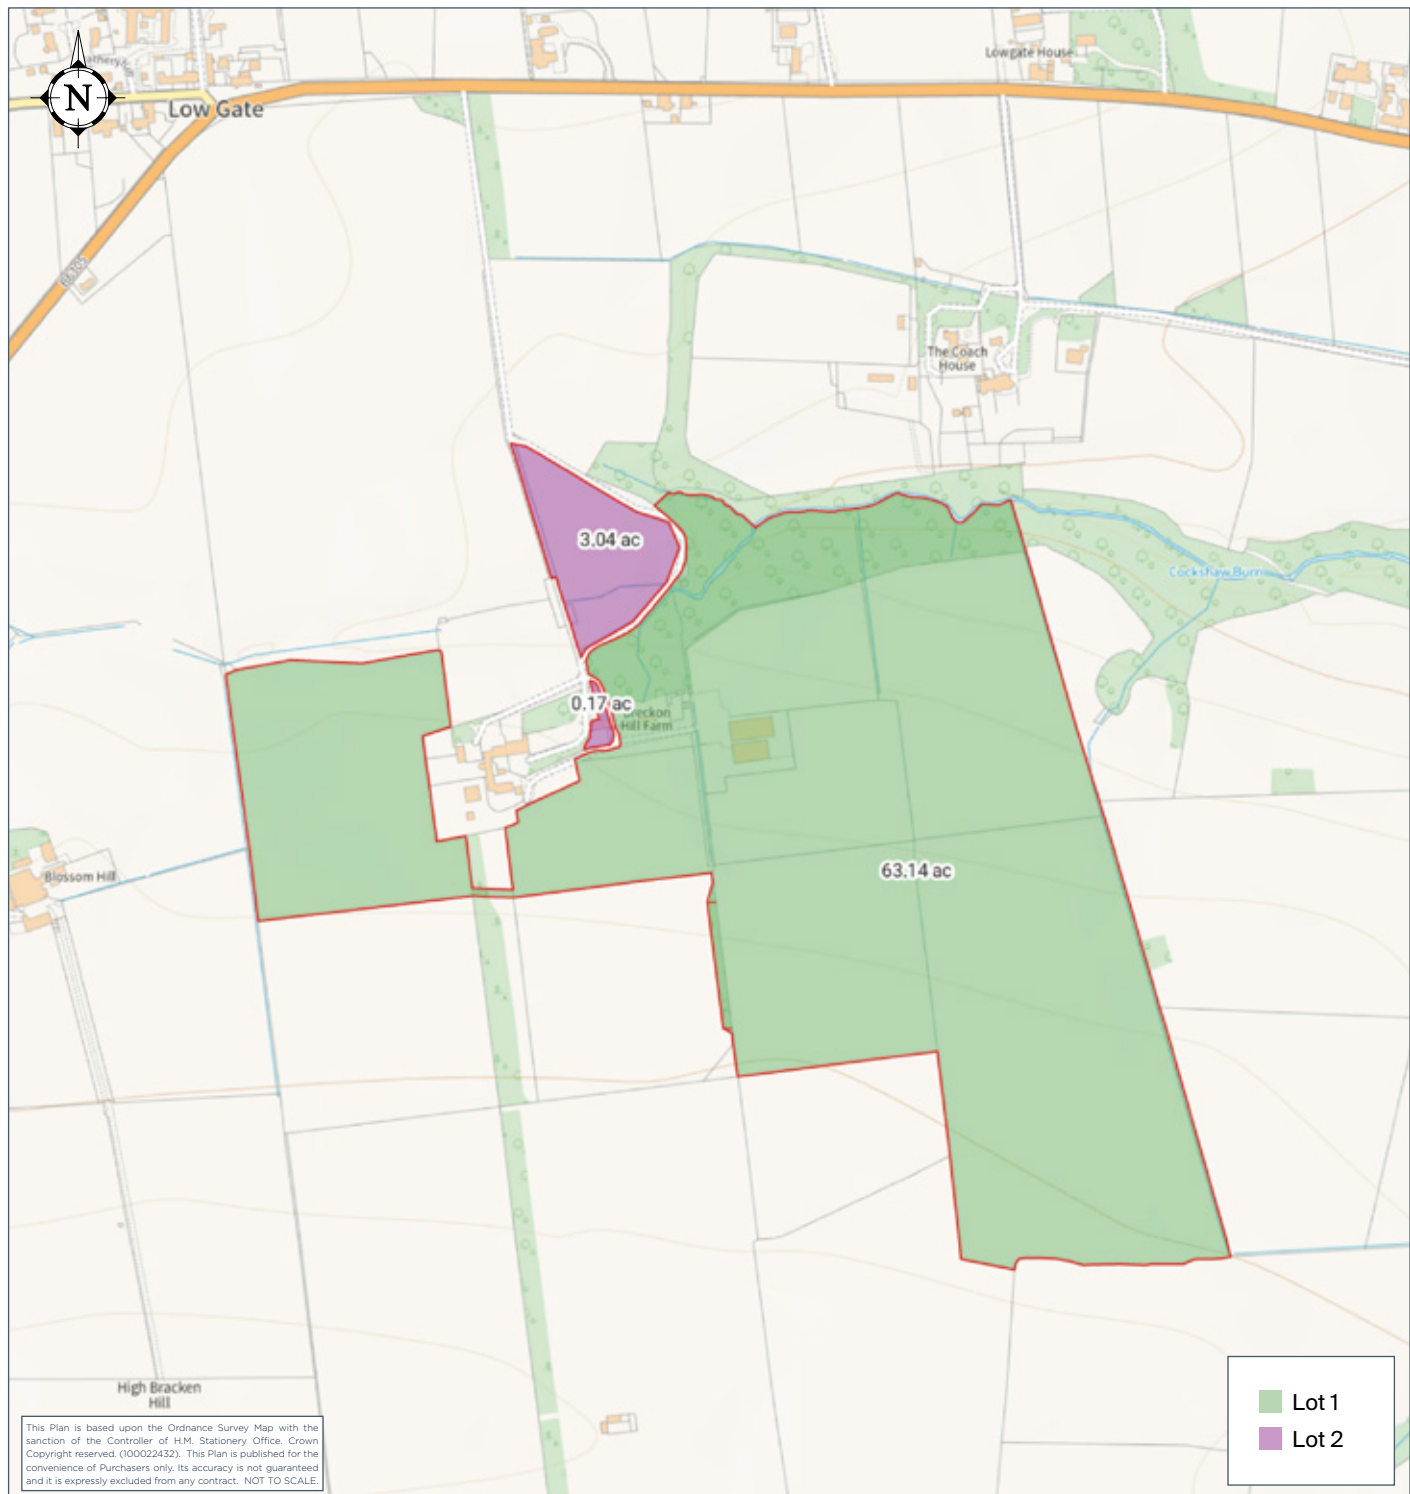 Lowgate House
N
Low Gate
The Coach
House
3.04 ac
Cockshaw Burn
0.17 ac
Hill Farm
63.14 ac
Blossom Hill
High Bracken
Hill
Lot 1
Lot 2
This Plan is based upon the Ordnance Survey Map with the
sanction of the Controller of H.M. Stationery Office. Crown
Copyright reserved. (100022432). This Plan is published for the
convenience of Purchasers only. Its accuracy is not guaranteed
and it is expressly excluded from any contract. NOT TO SCALE.